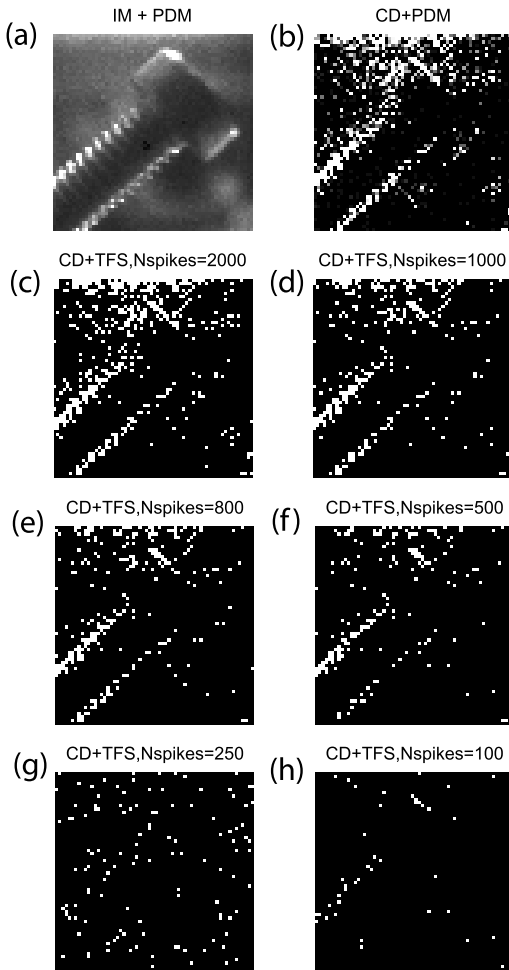 IM + PDM
(a)
CD+PDM
(b)
CD+TFS,Nspikes=2000
(c)
CD+TFS,Nspikes=1000
(d)
CD+TFS,Nspikes=800
(e)
CD+TFS,Nspikes=500
(f)
CD+TFS,Nspikes=250
(g)
CD+TFS,Nspikes=100
(h)